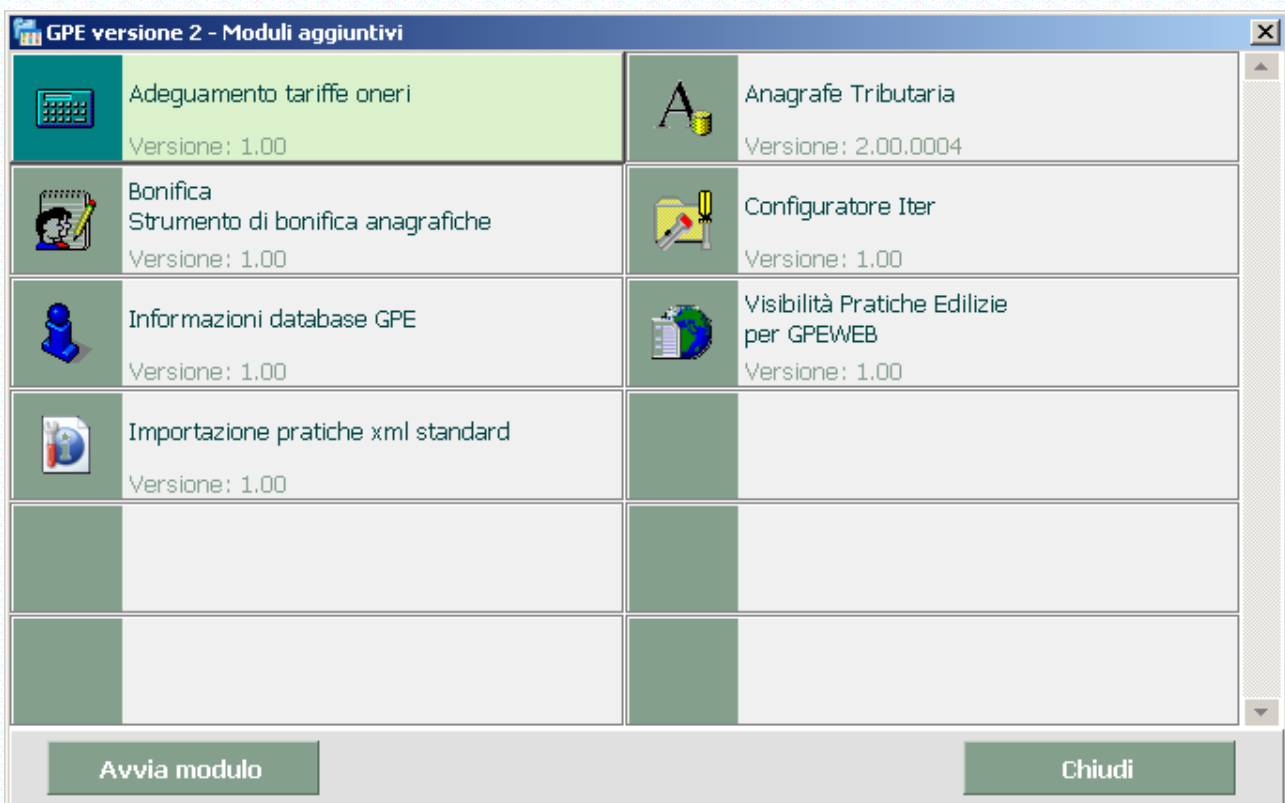 GPE versione 2 - Moduli aggiuntivi
Adeguamento tariffe oneri
Versione: 1.00
Anagrafe Tributaria
Versione: 2.00.0004
Bonifica
Strumento di bonifica anagrafiche
Versione: 1.00
Configuratore Iter
Versione: 1.00
Informazioni database GPE
Versione: 1.00
Visibilità Pratiche Edilizie
per GPEWEB
Versione: 1.00
Importazione pratiche xml standard
Versione: 1.00
Avvia modulo
Chiudi